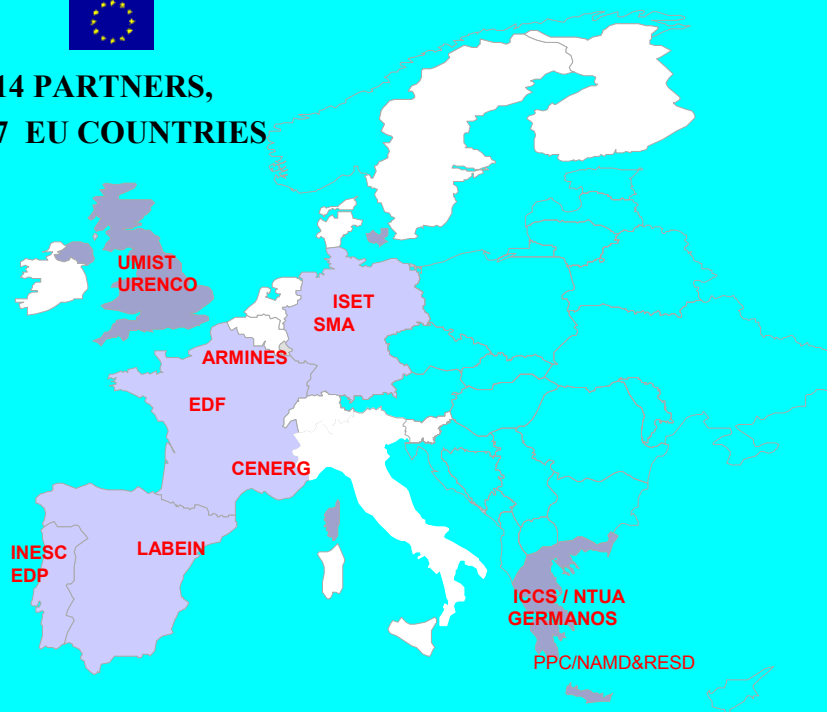 14 PARTNERS,
7 EU COUNTRIES
UMIST
URENCO
ISET
SMA
ARMINES
EDF
CENERG
INESC
EDP
LABEIN
ICCS / NTUA
GERMANOS
PPC/NAMD&RESD